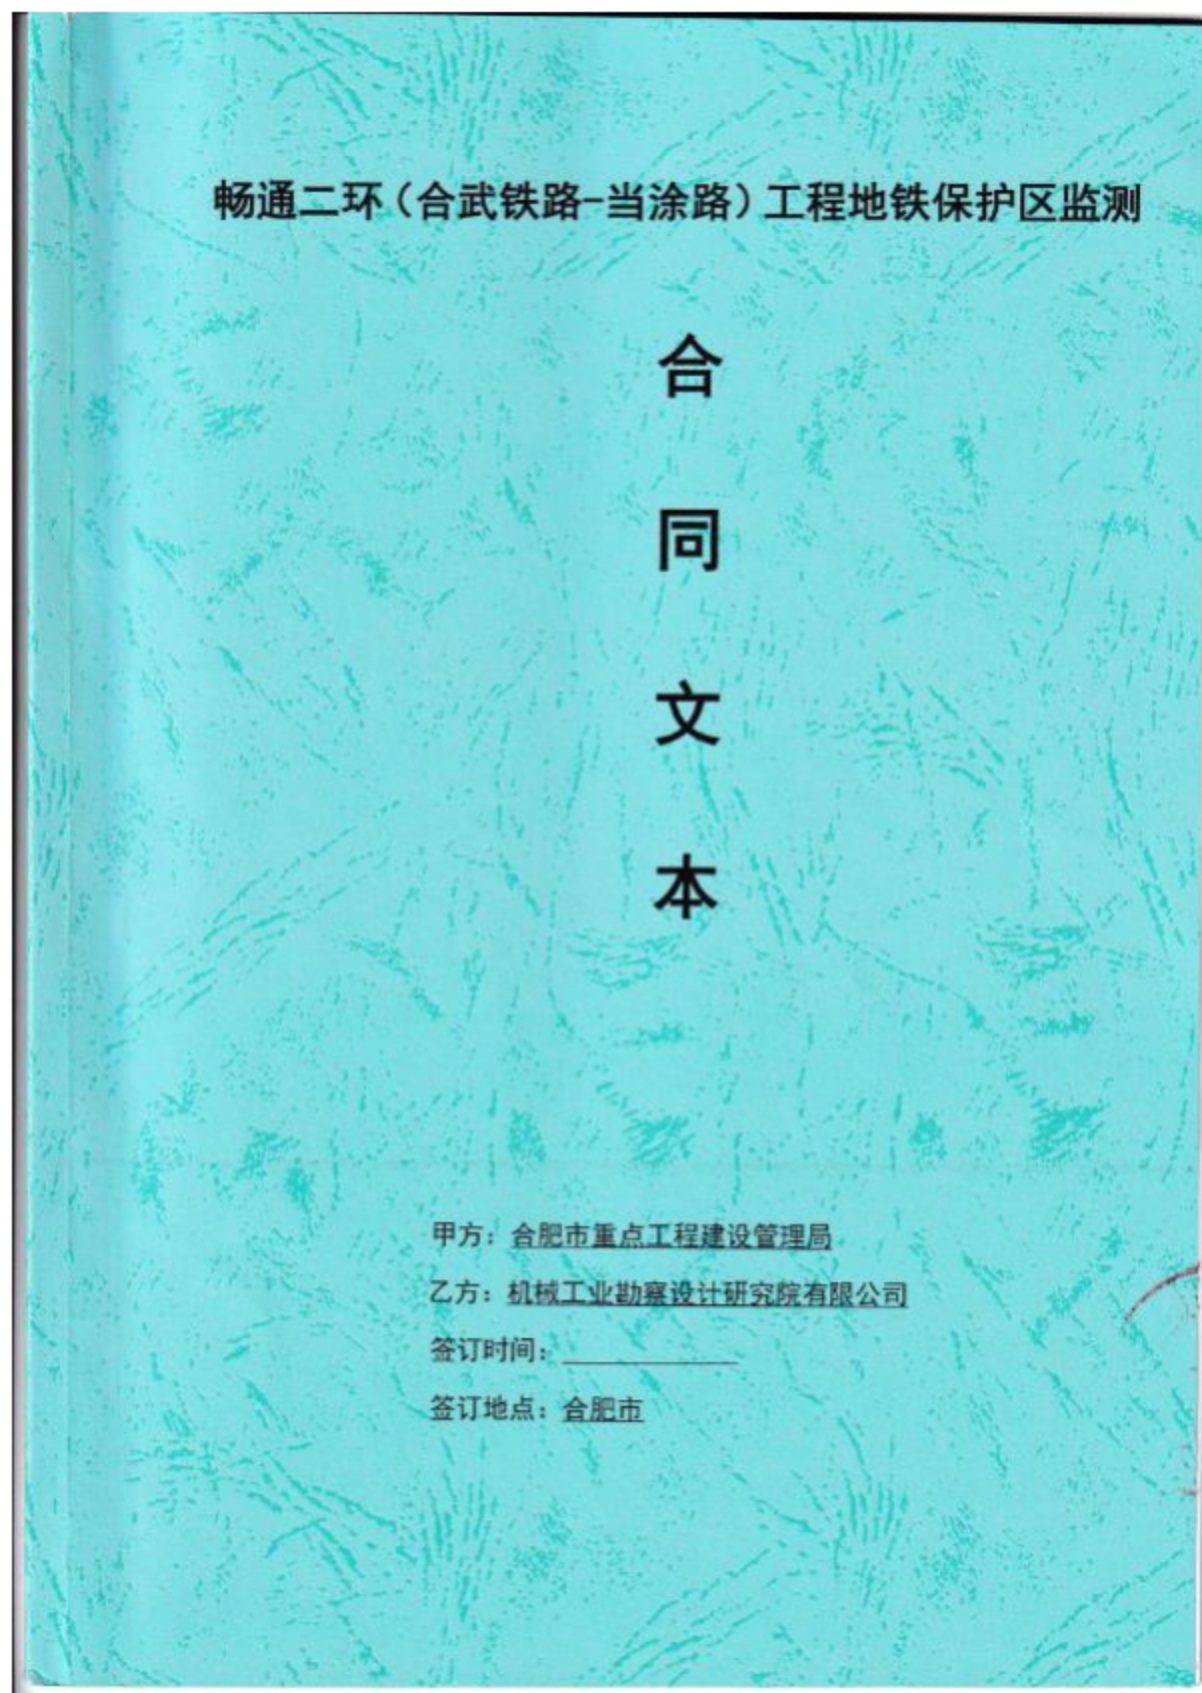 畅通二环（合武铁路-当涂路）工程地铁保护区监测
合
同
文
本
甲方：合肥市重点工程建设管理局
乙方：机械工业勘察设计研究院有限公司
签订时间：
签订地点：合肥市